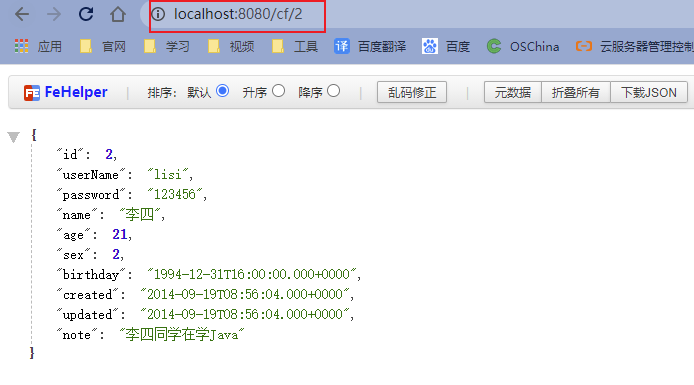 localhost:8080/cf/2
应用 官网 学习 视频 工具 译 百度翻译 百度 OSChina 云服务器管理控制
FE FeHelper 排序： 默认 升序 降序 乱码修正 元数据 折叠所有 下载JSON
{
"id": 2,
"userName": "lisi",
"password": "123456",
"name": "李四",
"age": 21,
"sex": 2,
"birthday": "1994-12-31T16:00:00.000+0000",
"created": "2014-09-19T08:56:04.000+0000",
"updated": "2014-09-19T08:56:04.000+0000",
"note": "李四同学在学Java"
}